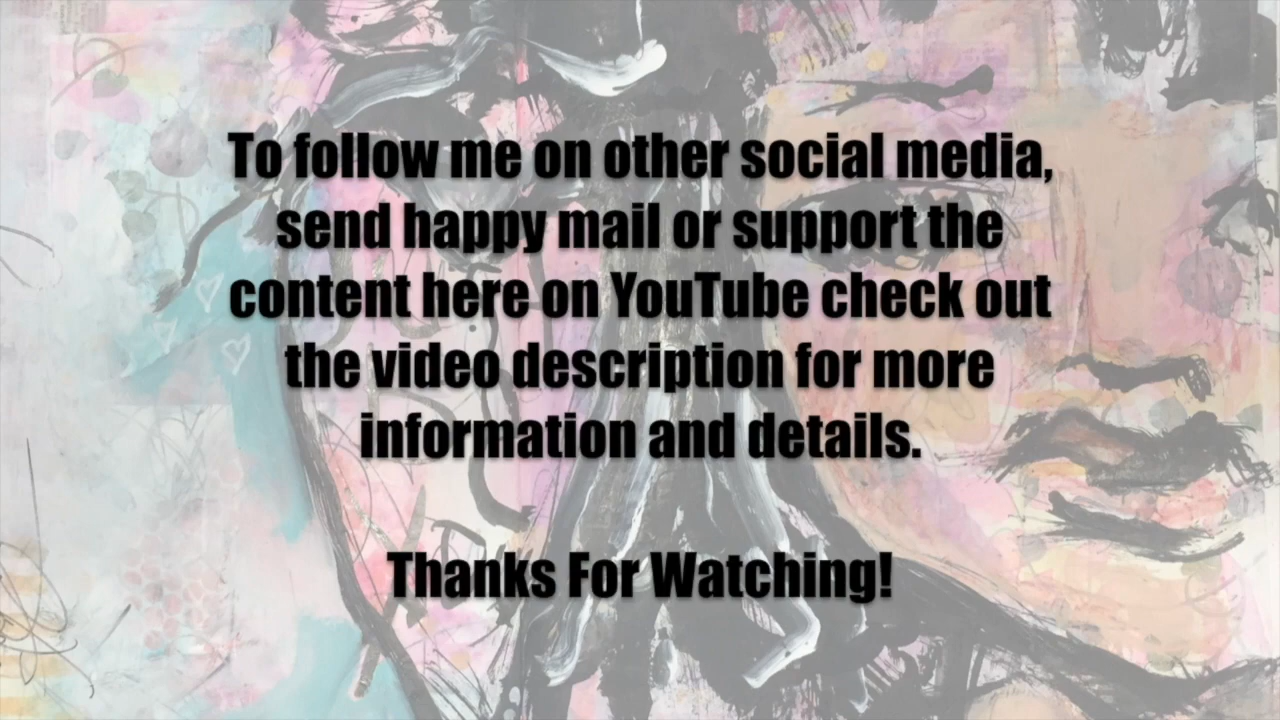 To follow me on other social media,
send happy mail or support the
content here on YouTube check out
the video description for more
information and details.
Thanks For Watching!